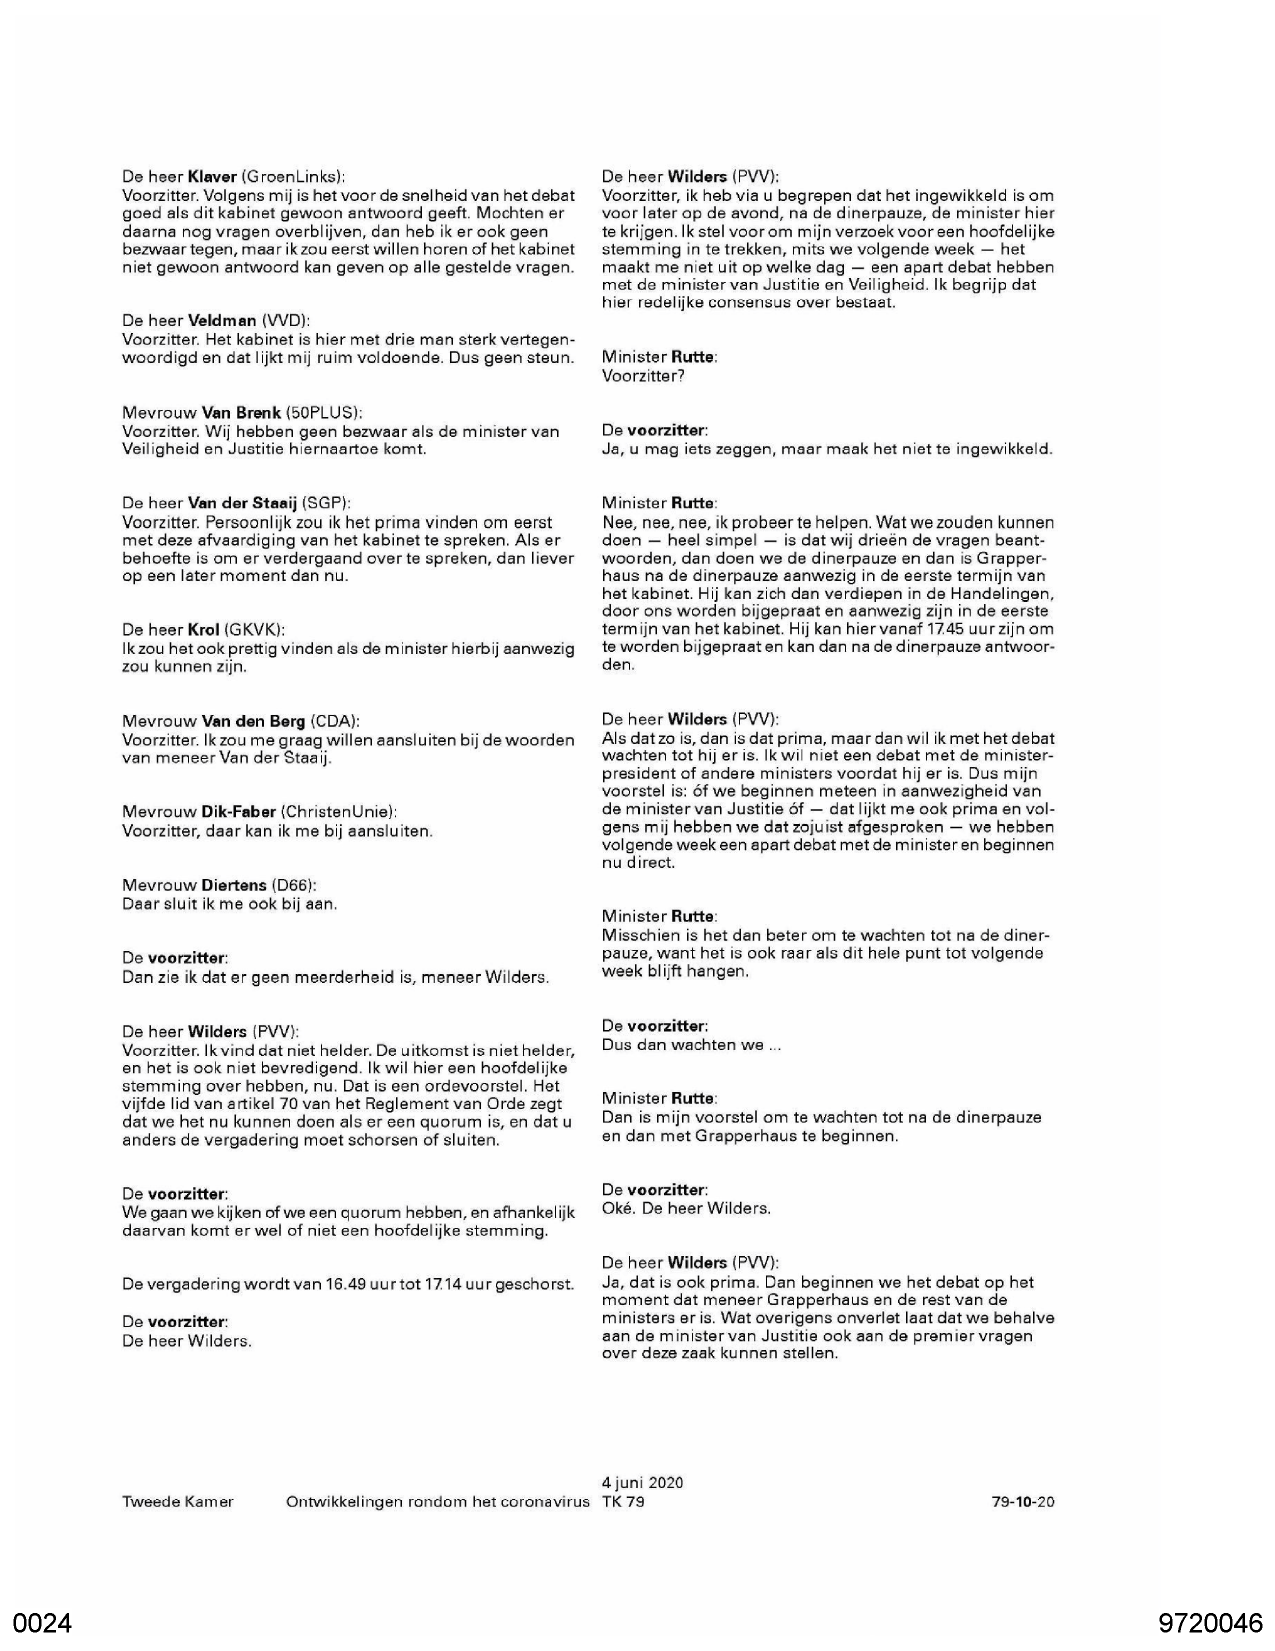 De heer Klaver (GroenLinks):
Voorzitter. Volgens mij is het voor de snelheid van het debat
goed als dit kabinet gewoon antwoord geeft. Mochten er
daarna nog vragen overblijven, dan heb ik er ook geen
bezwaar tegen, maar ik zou eerst willen horen of het kabinet
niet gewoon antwoord kan geven op alle gestelde vragen.
De heer Veldman (VVD):
Voorzitter. Het kabinet is hier met drie man sterk vertegen-
woordigd en dat lijkt mij ruim voldoende. Dus geen steun.
Mevrouw Van Brenk (50PLUS):
Voorzitter. Wij hebben geen bezwaar als de minister van
Veiligheid en Justitie hiernaartoe komt.
De heer Van der Staaij (SGP):
Voorzitter. Persoonlijk zou ik het prima vinden om eerst
met deze afvaardiging van het kabinet te spreken. Als er
behoefte is om er verdergaand over te spreken, dan liever
op een later moment dan nu.
De heer Krol (GKVK):
Ik zou het ook prettig vinden als de minister hierbij aanwezig
zou kunnen zijn.
Mevrouw Van den Berg (CDA):
Voorzitter. Ik zou me graag willen aansluiten bij de woorden
van meneer Van der Staaij.
Mevrouw Dik-Faber (ChristenUnie):
Voorzitter, daar kan ik me bij aansluiten.
Mevrouw Diertens (D66):
Daar sluit ik me ook bij aan.
De voorzitter:
Dan zie ik dat er geen meerderheid is, meneer Wilders.
De heer Wilders (PVV):
Voorzitter. Ik vind dat niet helder. De uitkomst is niet helder,
en het is ook niet bevredigend. Ik wil hier een hoofdelijke
stemming over hebben, nu. Dat is een ordevoorstel. Het
vijfde lid van artikel 70 van het Reglement van Orde zegt
dat we het nu kunnen doen als er een quorum is, en dat u
anders de vergadering moet schorsen of sluiten.
De voorzitter:
We gaan we kijken of we een quorum hebben, en afhankelijk
daarvan komt er wel of niet een hoofdelijke stemming.
De vergadering wordt van 16.49 uur tot 17.14 uur geschorst.
De voorzitter:
De heer Wilders.
De heer Wilders (PVV):
Voorzitter, ik heb via u begrepen dat het ingewikkeld is om
voor later op de avond, na de dinerpauze, de minister hier
te krijgen. Ik stel voor om mijn verzoek voor een hoofdelijke
stemming in te trekken, mits we volgende week — het
maakt me niet uit op welke dag — een apart debat hebben
met de minister van Justitie en Veiligheid. Ik begrijp dat
hier redelijke consensus over bestaat.
Minister Rutte:
Voorzitter?
De voorzitter:
Ja, u mag iets zeggen, maar maak het niet te ingewikkeld.
Minister Rutte:
Nee, nee, nee, ik probeer te helpen. Wat we zouden kunnen
doen — heel simpel — is dat wij drieën de vragen beant-
woorden, dan doen we de dinerpauze en dan is Grapper-
haus na de dinerpauze aanwezig in de eerste termijn van
het kabinet. Hij kan zich dan verdiepen in de Handelingen,
door ons worden bijgepraat en aanwezig zijn in de eerste
termijn van het kabinet. Hij kan hier vanaf 17.45 uur zijn om
te worden bijgepraat en kan dan na de dinerpauze antwoor-
den.
De heer Wilders (PVV):
Als dat zo is, dan is dat prima, maar dan wil ik met het debat
wachten tot hij er is. Ik wil niet een debat met de minister-
president of andere ministers voordat hij er is. Dus mijn
voorstel is: óf we beginnen meteen in aanwezigheid van
de minister van Justitie óf — dat lijkt me ook prima en vol-
gens mij hebben we dat zojuist afgesproken — we hebben
volgende week een apart debat met de minister en beginnen
nu direct.
Minister Rutte:
Misschien is het dan beter om te wachten tot na de diner-
pauze, want het is ook raar als dit hele punt tot volgende
week blijft hangen.
De voorzitter:
Dus dan wachten we ...
Minister Rutte:
Dan is mijn voorstel om te wachten tot na de dinerpauze
en dan met Grapperhaus te beginnen.
De voorzitter:
Oké. De heer Wilders.
De heer Wilders (PVV):
Ja, dat is ook prima. Dan beginnen we het debat op het
moment dat meneer Grapperhaus en de rest van de
ministers er is. Wat overigens onverlet laat dat we behalve
aan de minister van Justitie ook aan de premier vragen
over deze zaak kunnen stellen.
4 juni 2020
Tweede Kamer Ontwikkelingen rondom het coronavirus TK 79 79-10-20
0024 9720046